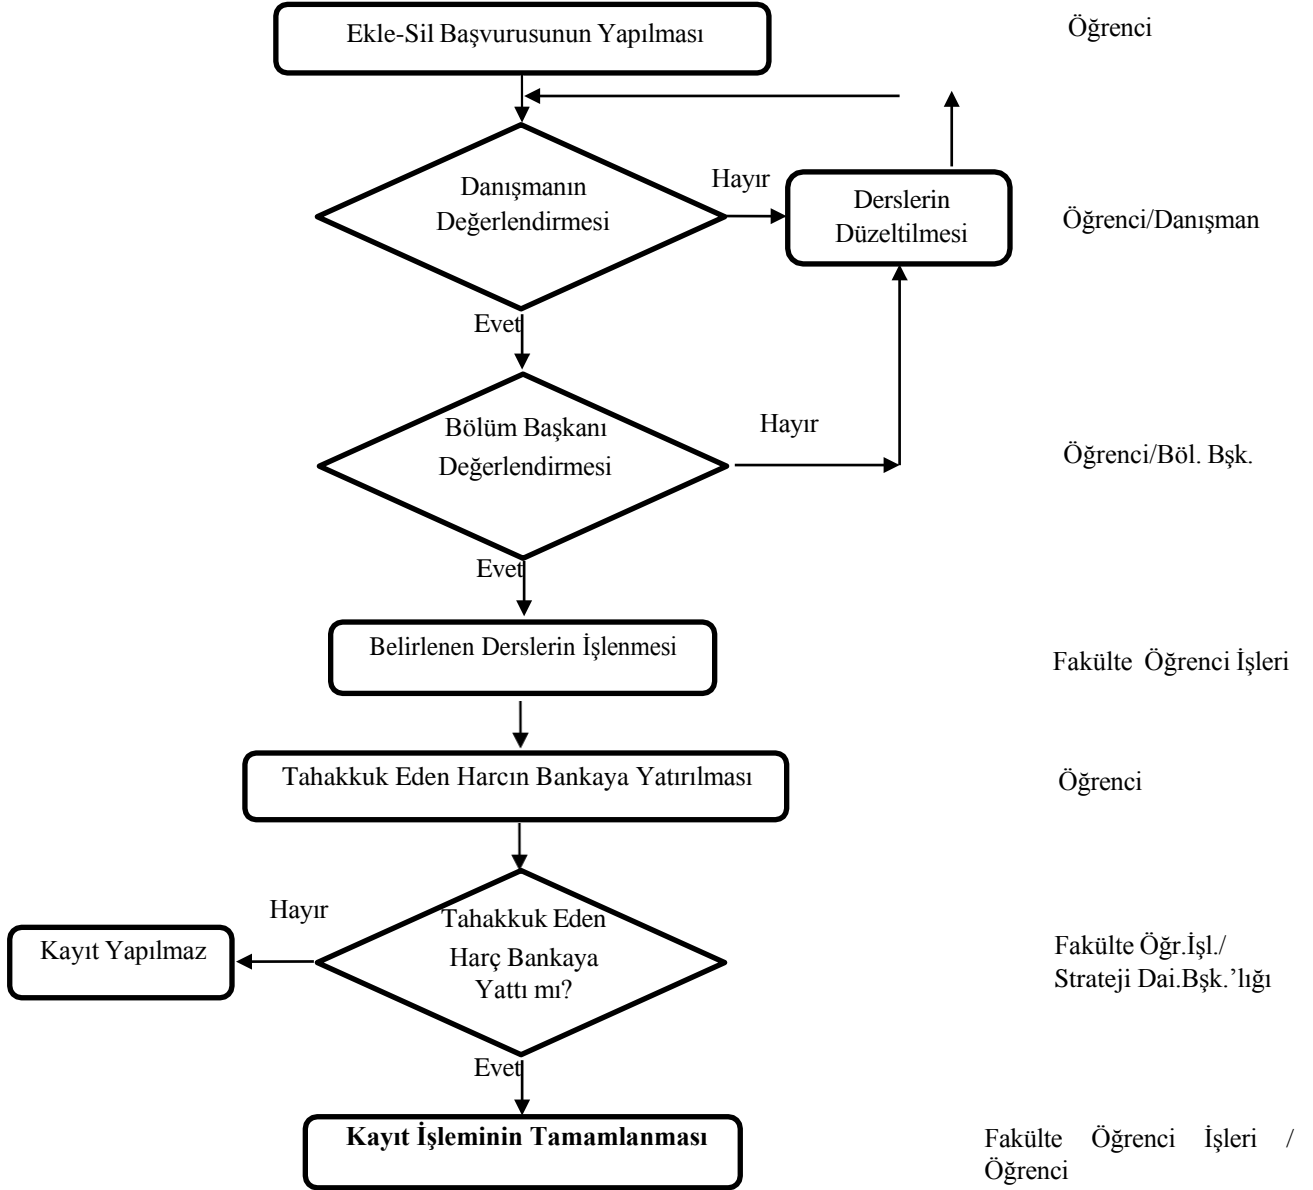 Ekle-Sil Başvurusunun Yapılması
Öğrenci
Danışmanın
Değerlendirmesi
Hayır
Derslerin
Düzeltilmesi
Öğrenci/Danışman
Evet
Bölüm Başkanı
Değerlendirmesi
Hayır
Öğrenci/Böl. Bşk.
Evet
Belirlenen Derslerin İşlenmesi
Fakülte Öğrenci İşleri
Tahakkuk Eden Harcın Bankaya Yatırılması
Öğrenci
Hayır
Kayıt Yapılmaz
Tahakkuk Eden
Harç Bankaya
Yattı mı?
Fakülte Öğr.İşl./
Strateji Dai.Bşk.’lığı
Evet
Kayıt İşleminin Tamamlanması
Fakülte Öğrenci İşleri /
Öğrenci